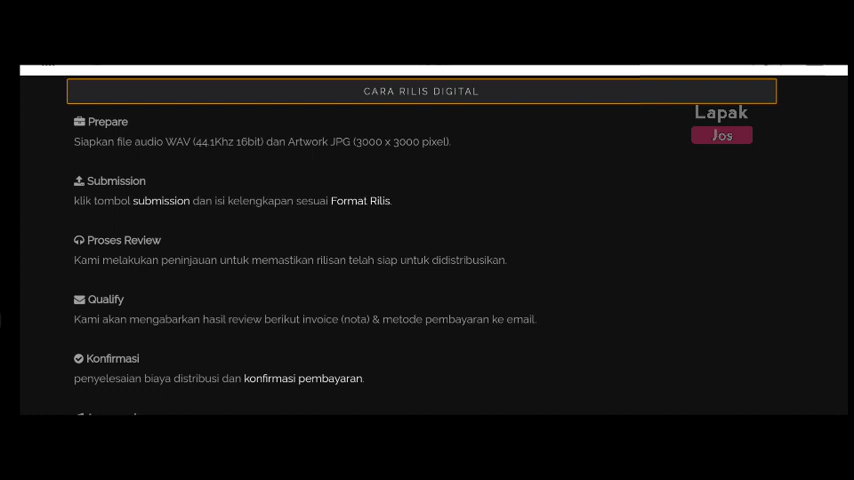 CARA RILIS DIGITAL
Lapak
Jos
Prepare
Siapkan file audio WAV (44.1Khz 16bit) dan Artwork JPG (3000 x 3000 pixel).
Submission
klik tombol submission dan isi kelengkapan sesuai Format Rilis.
Proses Review
Kami melakukan peninjauan untuk memastikan rilisan telah siap untuk didistribusikan.
Qualify
Kami akan mengabarkan hasil review berikut invoice (nota) & metode pembayaran ke email.
Konfirmasi
penyelesaian biaya distribusi dan konfirmasi pembayaran.